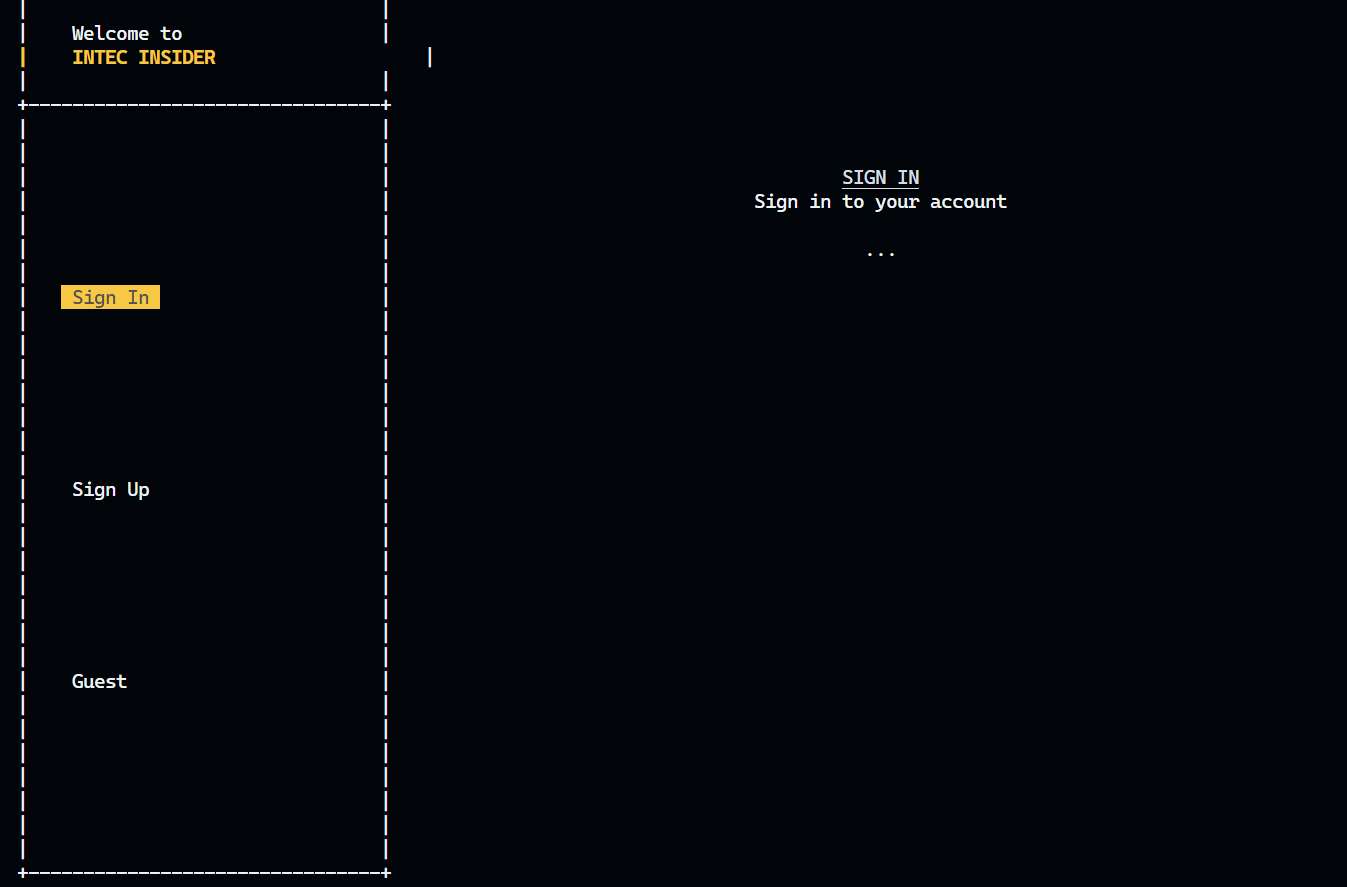 Welcome to
INTEC INSIDER
SIGN IN
Sign in to your account
...
Sign In
Sign Up
Guest